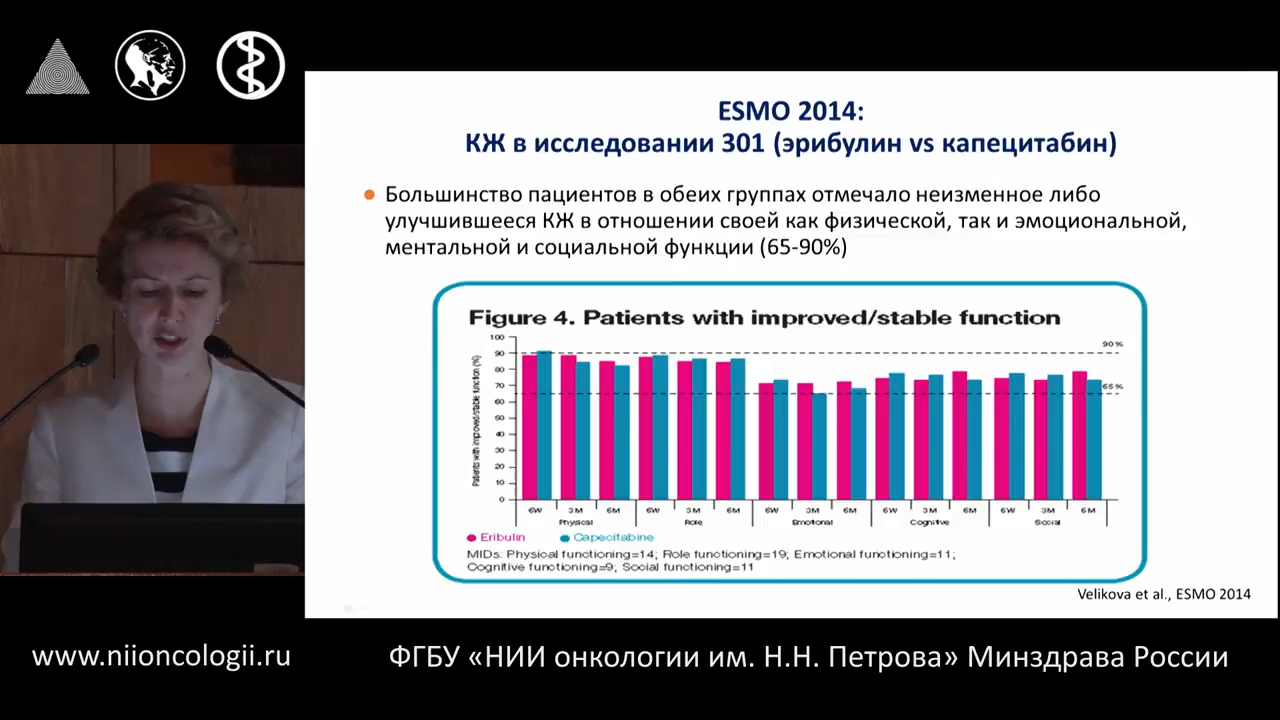 ESMO 2014:
КЖ в исследовании 301 (эрибулин vs капецитабин)
Большинство пациентов в обеих группах отмечало неизменное либо
улучшившееся КЖ в отношении своей как физической, так и эмоциональной,
ментальной и социальной функции (65-90%)
Figure 4. Patients with improved/stable function
Patients with improved/stable function (%)
100
90
80
70
60
50
40
30
20
10
0
90%
65%
6W 3M 6M 6W 3M 6M 6W 3M 6M 6W 3M 6M 6W 3M 6M
Physical Role Emotional Cognitive Social
Eribulin Capecitabine
MIDs: Physical functioning=14; Role functioning=19; Emotional functioning=11;
Cognitive functioning=9; Social functioning=11
Velikova et al., ESMO 2014
www.niioncologii.ru
ФГБУ «НИИ онкологии им. Н.Н. Петрова» Минздрава России